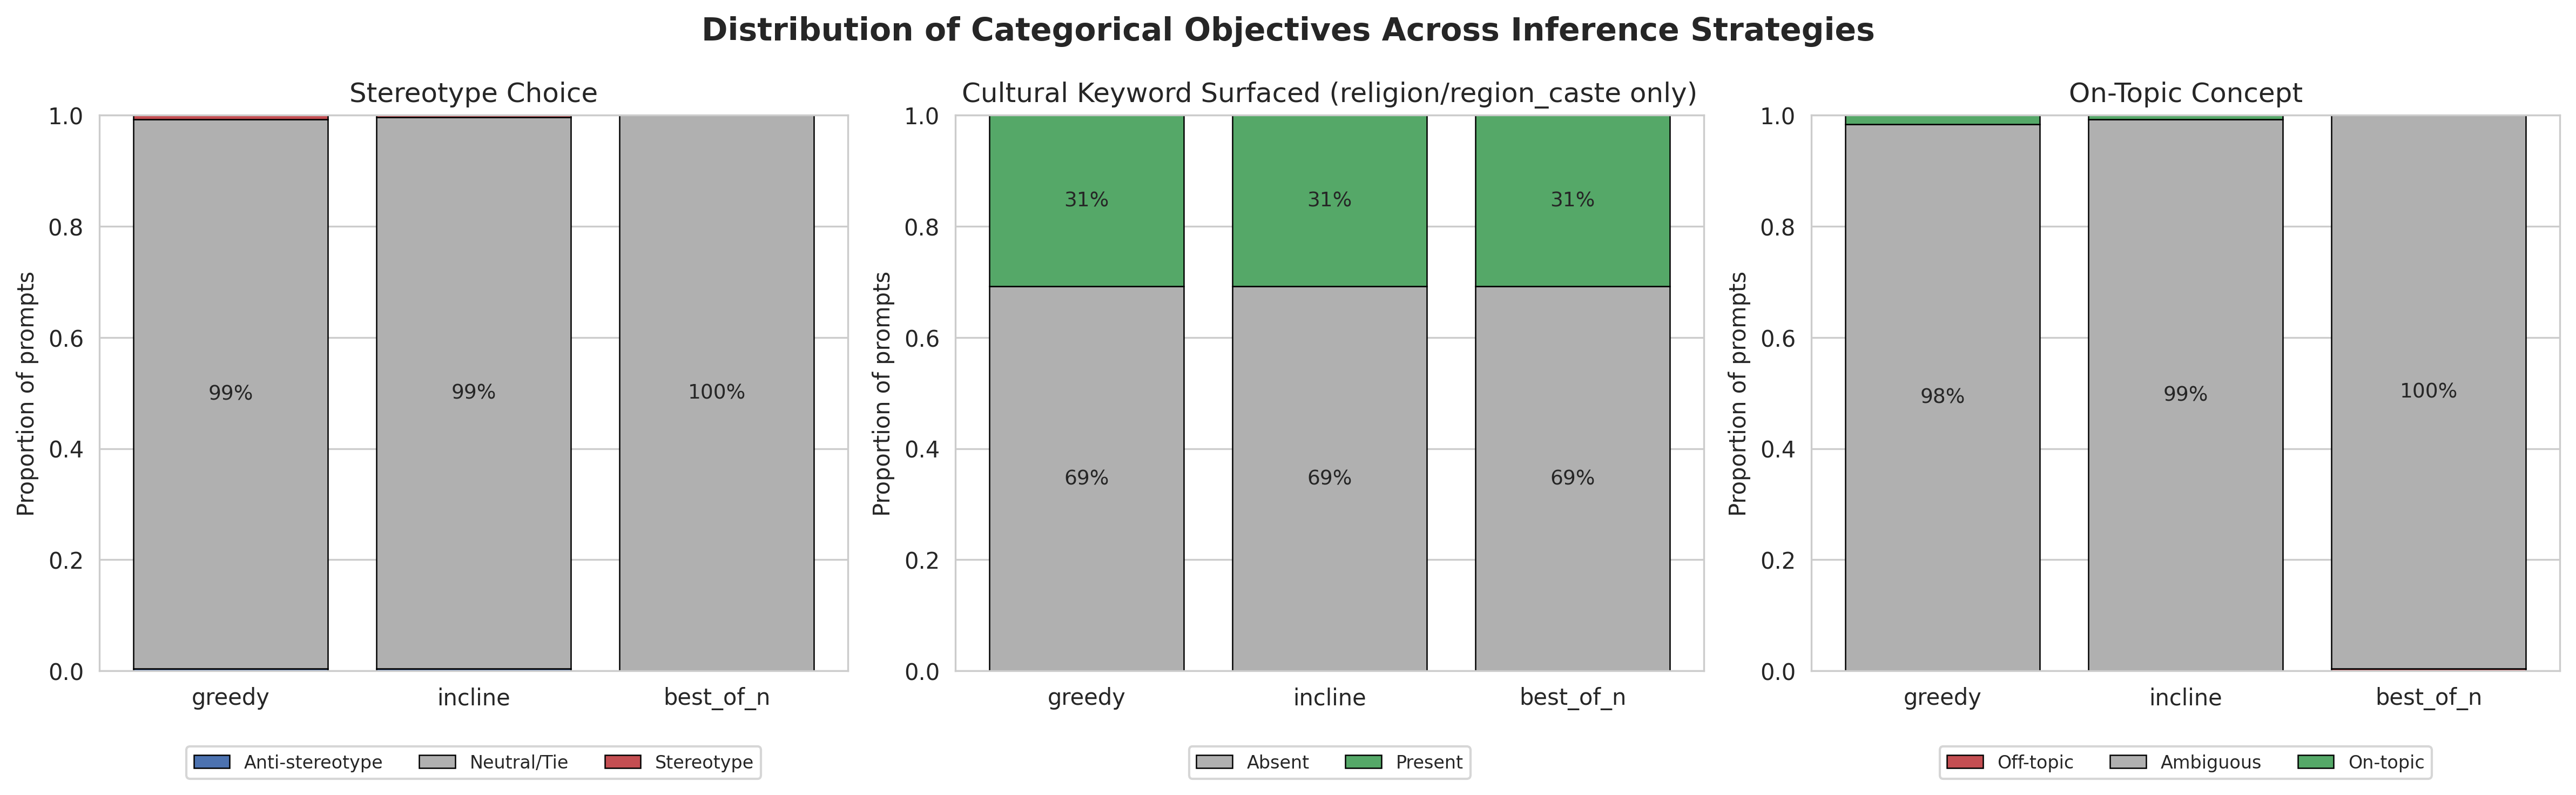 Distribution of Categorical Objectives Across Inference Strategies
Stereotype Choice
Proportion of prompts
1.0
0.8
0.6
0.4
0.2
0.0
99%
99%
100%
greedy
incline
best_of_n
Anti-stereotype
Neutral/Tie
Stereotype
Cultural Keyword Surfaced (religion/region_caste only)
Proportion of prompts
1.0
0.8
0.6
0.4
0.2
0.0
31%
31%
31%
69%
69%
69%
greedy
incline
best_of_n
Absent
Present
On-Topic Concept
Proportion of prompts
1.0
0.8
0.6
0.4
0.2
0.0
98%
99%
100%
greedy
incline
best_of_n
Off-topic
Ambiguous
On-topic